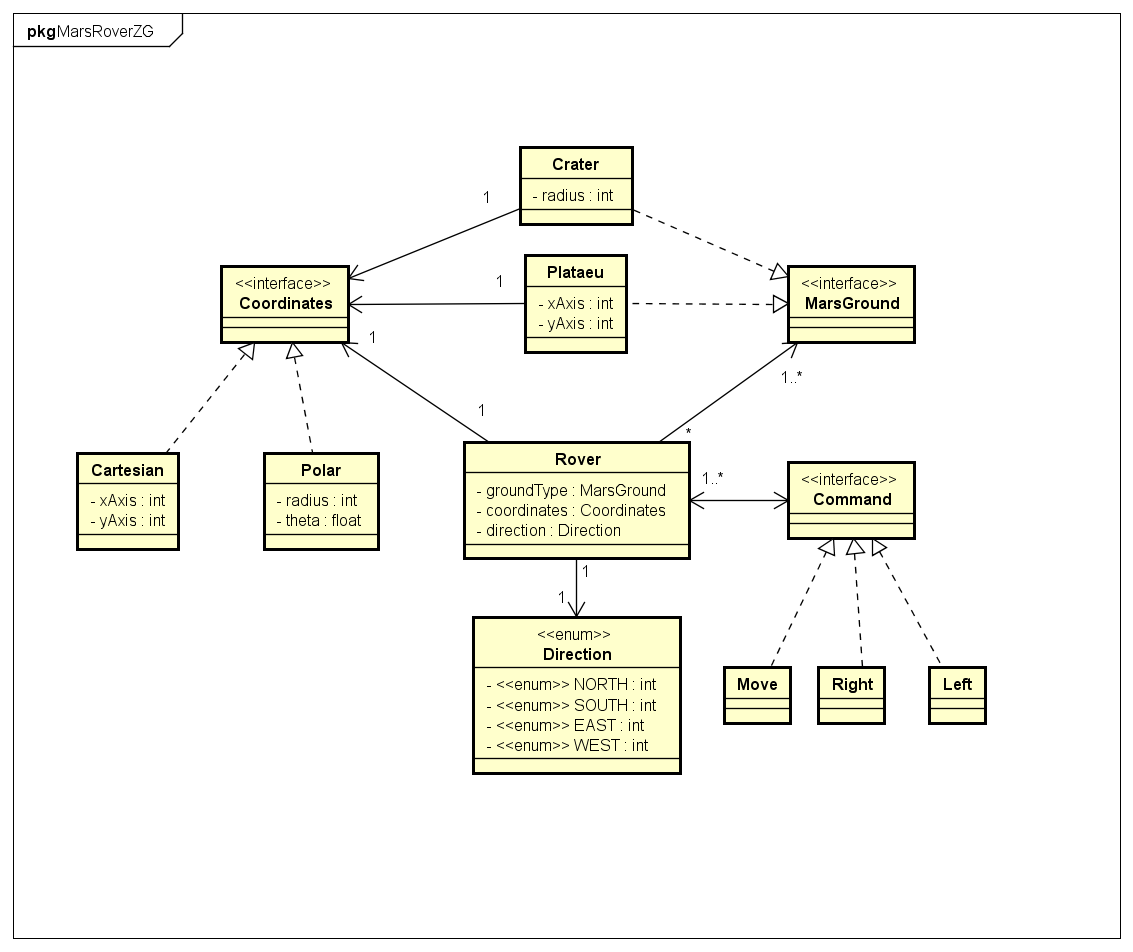 pkg MarsRoverZG
Crater
- radius : int
1
Plataeu
- xAxis : int
- yAxis : int
1
<<interface>>
Coordinates
<<interface>>
MarsGround
1
1
1..*
*
Cartesian
- xAxis : int
- yAxis : int
Polar
- radius : int
- theta : float
Rover
- groundType : MarsGround
- coordinates : Coordinates
- direction : Direction
1..*
<<interface>>
Command
1
1
<<enum>>
Direction
- <<enum>> NORTH : int
- <<enum>> SOUTH : int
- <<enum>> EAST : int
- <<enum>> WEST : int
Move
Right
Left